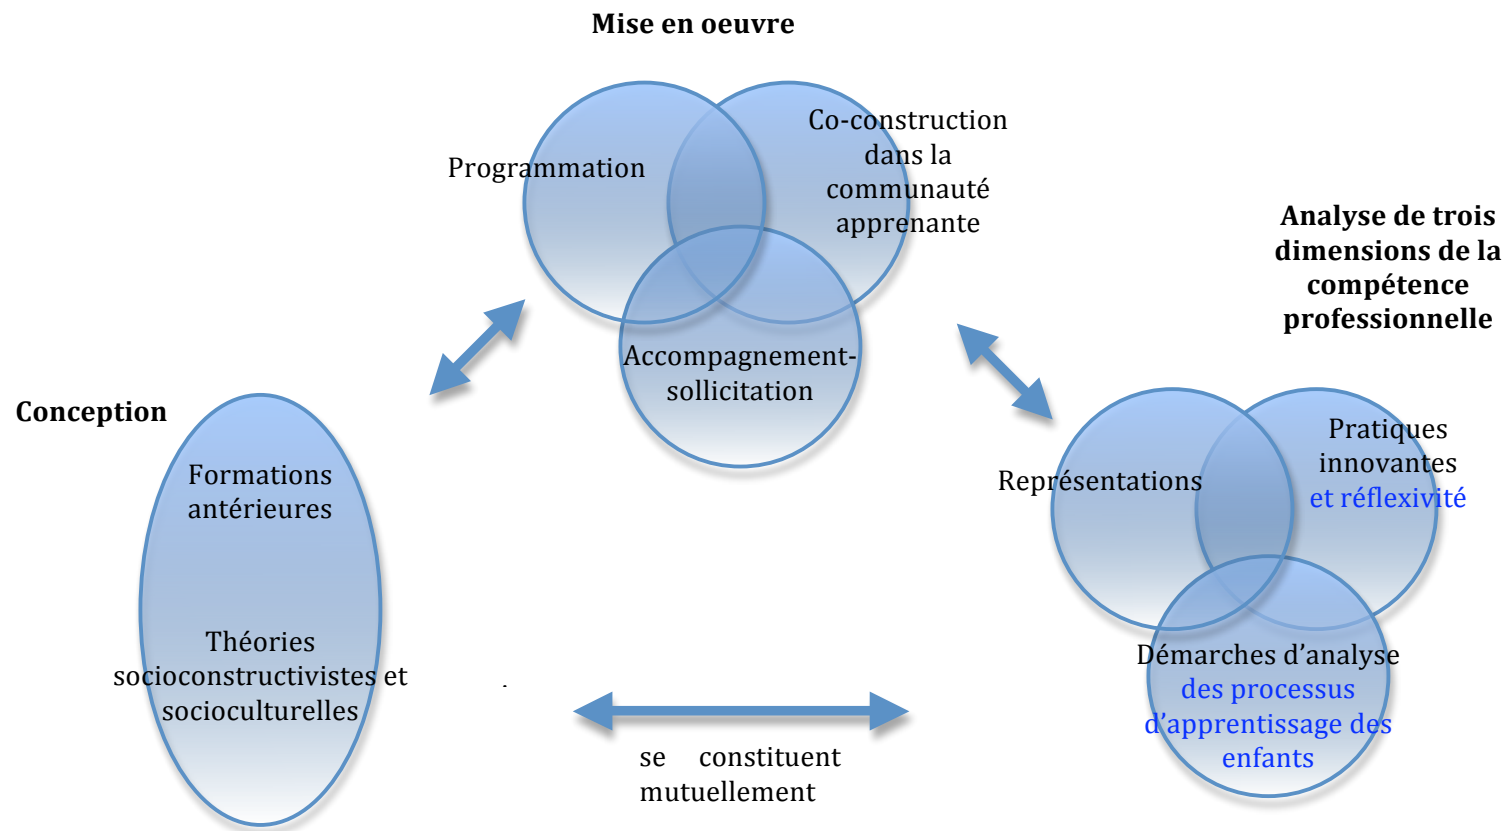 Mise en oeuvre
Programmation
Co-construction
dans la
communauté
apprenante
Accompagnement-
sollicitation
Analyse de trois
dimensions de la
compétence
professionnelle
Conception
Formations
antérieures
Théories
socioconstructivistes et
socioculturelles
Représentations
Pratiques
innovantes
et réflexivité
Démarches d’analyse
des processus
d’apprentissage des
enfants
.
se constituent
mutuellement